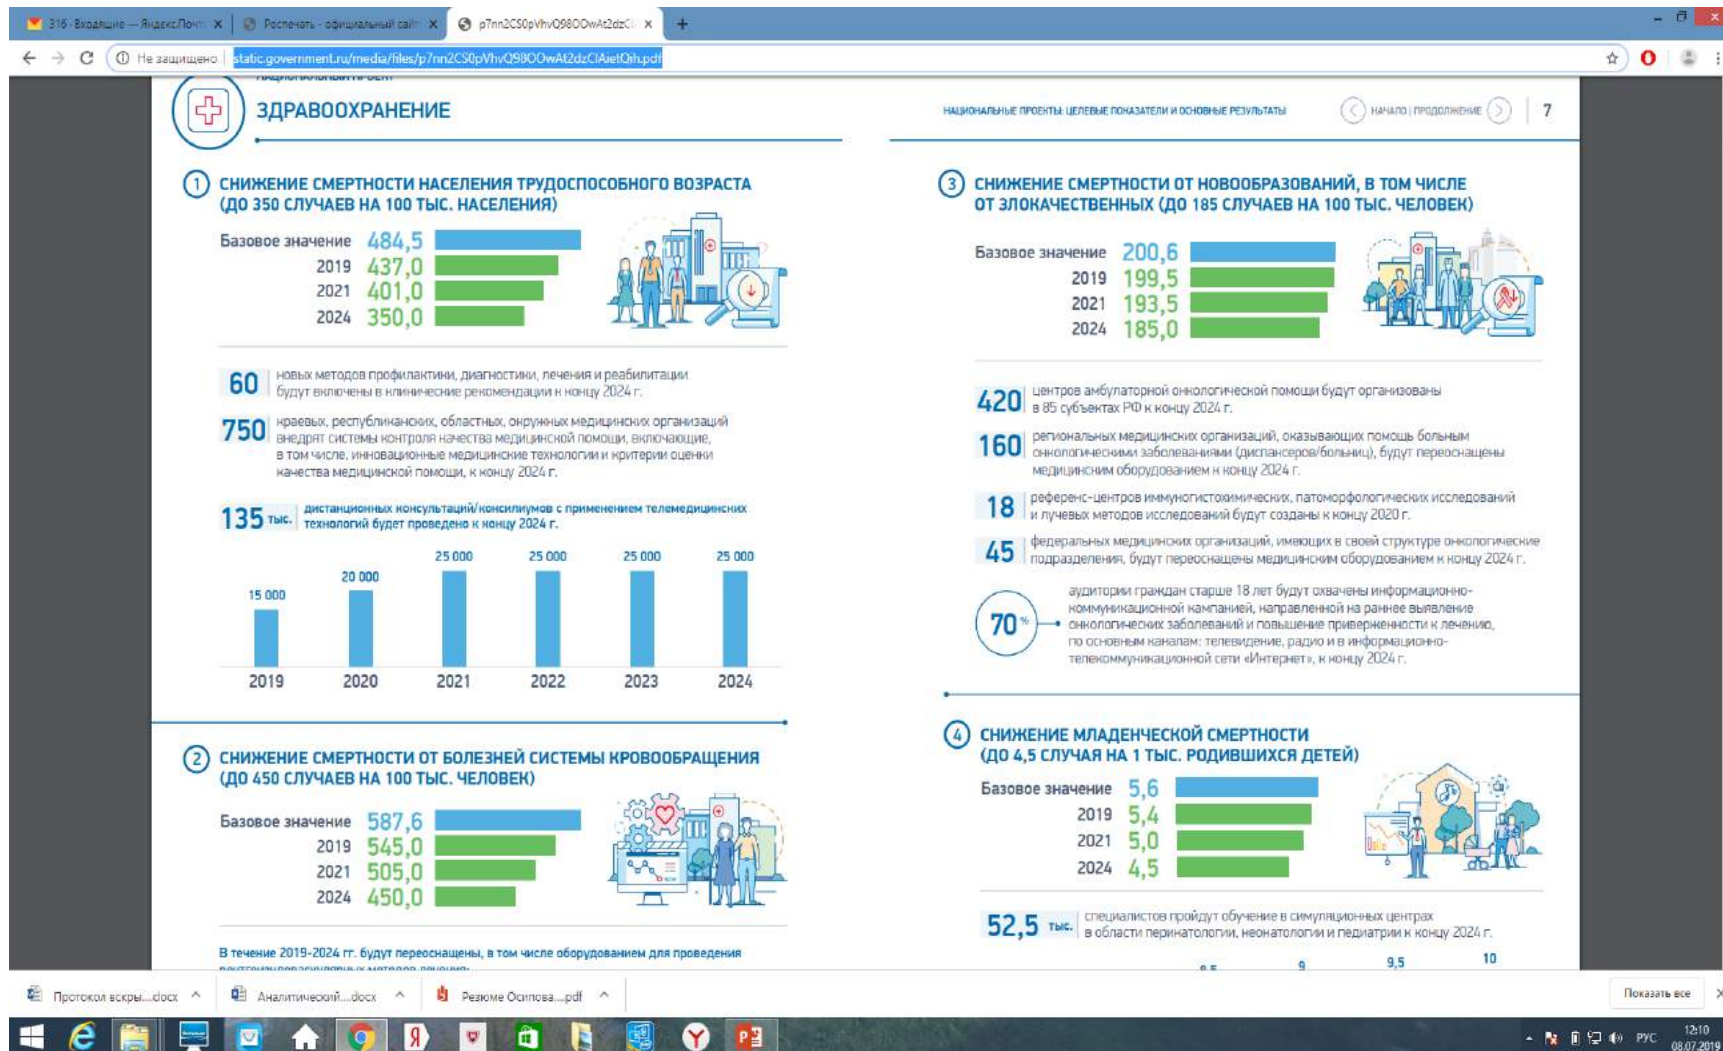 316 · Входящие — Яндекс.Почт
Роспечать - официальный сайт
p7nn2CS0pVhvQ98OOwAt2dzCl
Не защищено
static.government.ru/media/files/p7nn2CS0pVhvQ98OOwAt2dzClAietQih.pdf
НАЦИОНАЛЬНЫЙ ПРОЕКТ
ЗДРАВООХРАНЕНИЕ
НАЦИОНАЛЬНЫЕ ПРОЕКТЫ: ЦЕЛЕВЫЕ ПОКАЗАТЕЛИ И ОСНОВНЫЕ РЕЗУЛЬТАТЫ
НАЧАЛО | ПРОДОЛЖЕНИЕ
7
1 СНИЖЕНИЕ СМЕРТНОСТИ НАСЕЛЕНИЯ ТРУДОСПОСОБНОГО ВОЗРАСТА
(ДО 350 СЛУЧАЕВ НА 100 ТЫС. НАСЕЛЕНИЯ)
Базовое значение 484,5
2019 437,0
2021 401,0
2024 350,0
60 новых методов профилактики, диагностики, лечения и реабилитации
будут включены в клинические рекомендации к концу 2024 г.
750 краевых, республиканских, областных, окружных медицинских организаций
внедрят системы контроля качества медицинской помощи, включающие,
в том числе, инновационные медицинские технологии и критерии оценки
качества медицинской помощи, к концу 2024 г.
135 тыс. дистанционных консультаций/консилиумов с применением телемедицинских
технологий будет проведено к концу 2024 г.
15 000 20 000 25 000 25 000 25 000 25 000
2019 2020 2021 2022 2023 2024
2 СНИЖЕНИЕ СМЕРТНОСТИ ОТ БОЛЕЗНЕЙ СИСТЕМЫ КРОВООБРАЩЕНИЯ
(ДО 450 СЛУЧАЕВ НА 100 ТЫС. ЧЕЛОВЕК)
Базовое значение 587,6
2019 545,0
2021 505,0
2024 450,0
В течение 2019-2024 гг. будут переоснащены, в том числе оборудованием для проведения
3 СНИЖЕНИЕ СМЕРТНОСТИ ОТ НОВООБРАЗОВАНИЙ, В ТОМ ЧИСЛЕ
ОТ ЗЛОКАЧЕСТВЕННЫХ (ДО 185 СЛУЧАЕВ НА 100 ТЫС. ЧЕЛОВЕК)
Базовое значение 200,6
2019 199,5
2021 193,5
2024 185,0
420 центров амбулаторной онкологической помощи будут организованы
в 85 субъектах РФ к концу 2024 г.
160 региональных медицинских организаций, оказывающих помощь больным
онкологическими заболеваниями (диспансеров/больниц), будут переоснащены
медицинским оборудованием к концу 2024 г.
18 референс-центров иммуногистохимических, патоморфологических исследований
и лучевых методов исследований будут созданы к концу 2020 г.
45 федеральных медицинских организаций, имеющих в своей структуре онкологические
подразделения, будут переоснащены медицинским оборудованием к концу 2024 г.
70 % аудитории граждан старше 18 лет будут охвачены информационно-
коммуникационной кампанией, направленной на раннее выявление
онкологических заболеваний и повышение приверженности к лечению,
по основным каналам: телевидение, радио и в информационно-
телекоммуникационной сети «Интернет», к концу 2024 г.
4 СНИЖЕНИЕ МЛАДЕНЧЕСКОЙ СМЕРТНОСТИ
(ДО 4,5 СЛУЧАЯ НА 1 ТЫС. РОДИВШИХСЯ ДЕТЕЙ)
Базовое значение 5,6
2019 5,4
2021 5,0
2024 4,5
52,5 тыс. специалистов пройдут обучение в симуляционных центрах
в области перинатологии, неонатологии и педиатрии к концу 2024 г.
9 9,5 10
Протокол вскры....docx
Аналитический....docx
Резюме Осипова....pdf
Показать все
РУС
12:10
08.07.2019